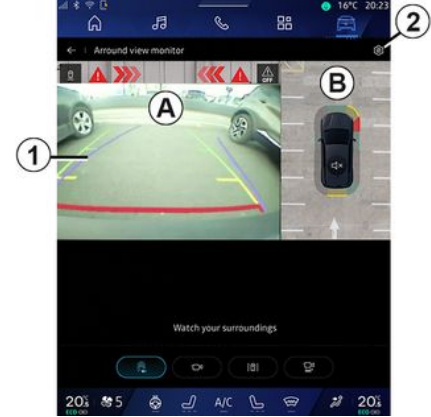 16°C 20:23
2
Arround view monitor
OFF
A
B
1
Watch your surroundings
20.5 5 A/C 20.5
ECO ECO